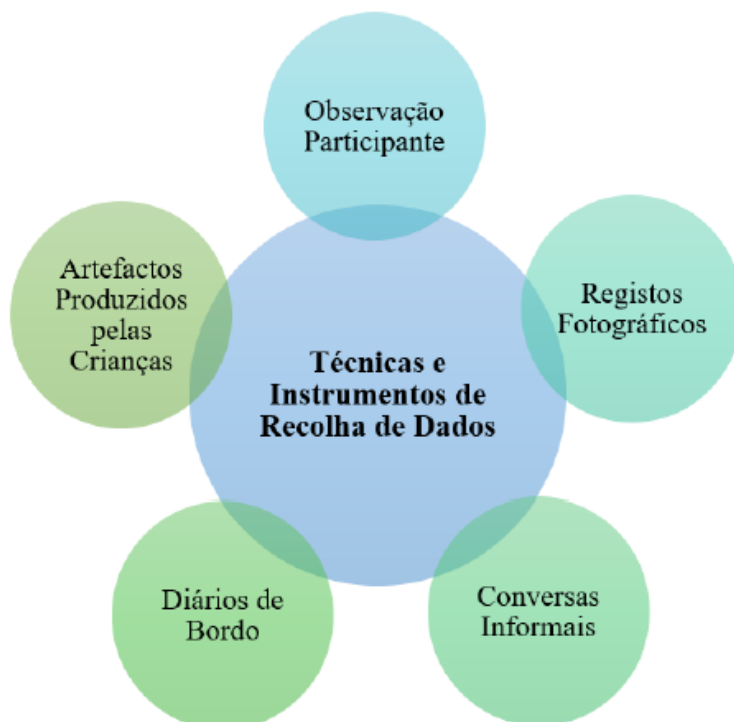 Observação
Participante
Artefactos
Produzidos
pelas
Crianças
Registos
Fotográficos
Técnicas e
Instrumentos de
Recolha de Dados
Diários de
Bordo
Conversas
Informais